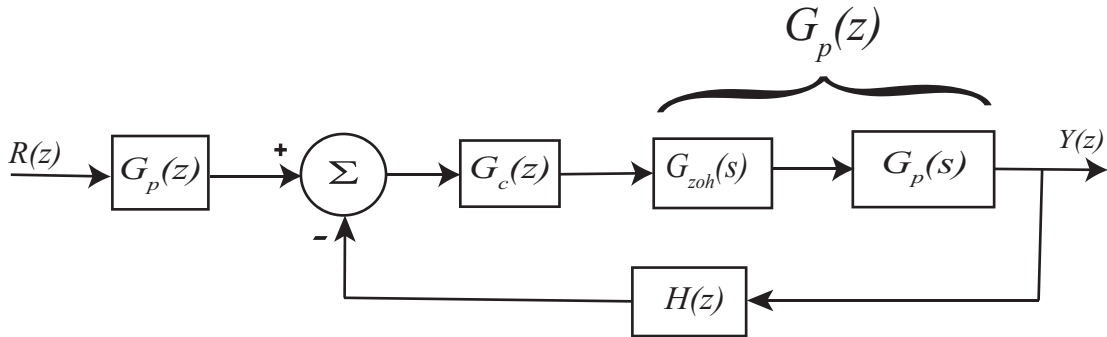 G_p(z)
R(z)
G_p(z)
+
Σ
G_c(z)
G_zoh(s)
G_p(s)
Y(z)
-
H(z)